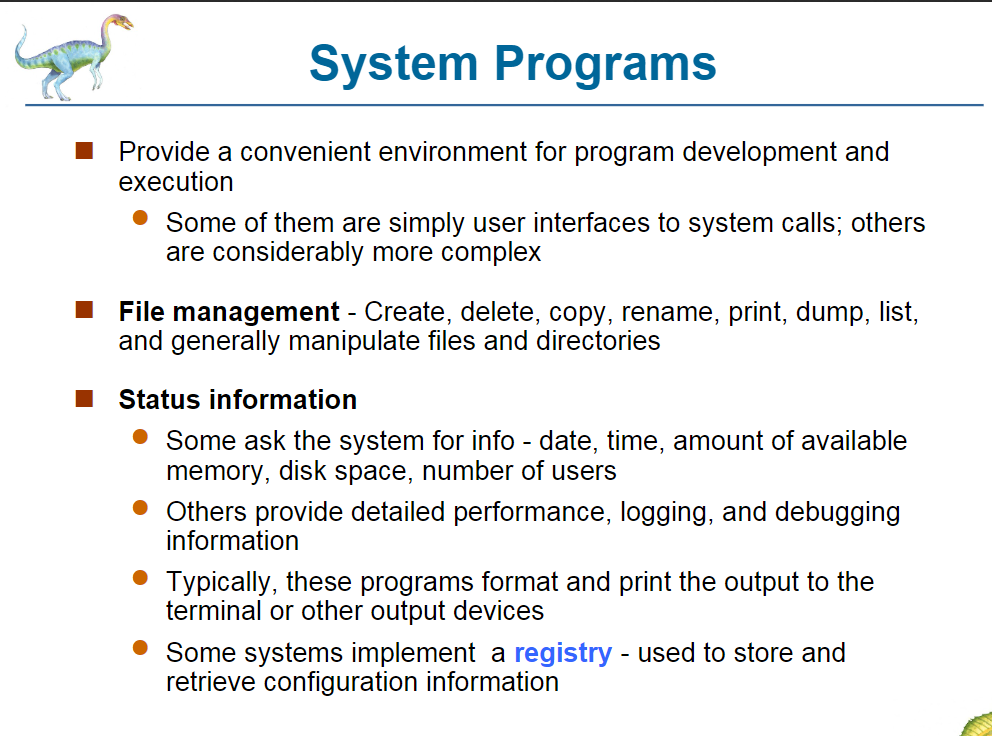 System Programs
Provide a convenient environment for program development and
execution
Some of them are simply user interfaces to system calls; others
are considerably more complex
File management - Create, delete, copy, rename, print, dump, list,
and generally manipulate files and directories
Status information
Some ask the system for info - date, time, amount of available
memory, disk space, number of users
Others provide detailed performance, logging, and debugging
information
Typically, these programs format and print the output to the
terminal or other output devices
Some systems implement  a registry - used to store and
retrieve configuration information